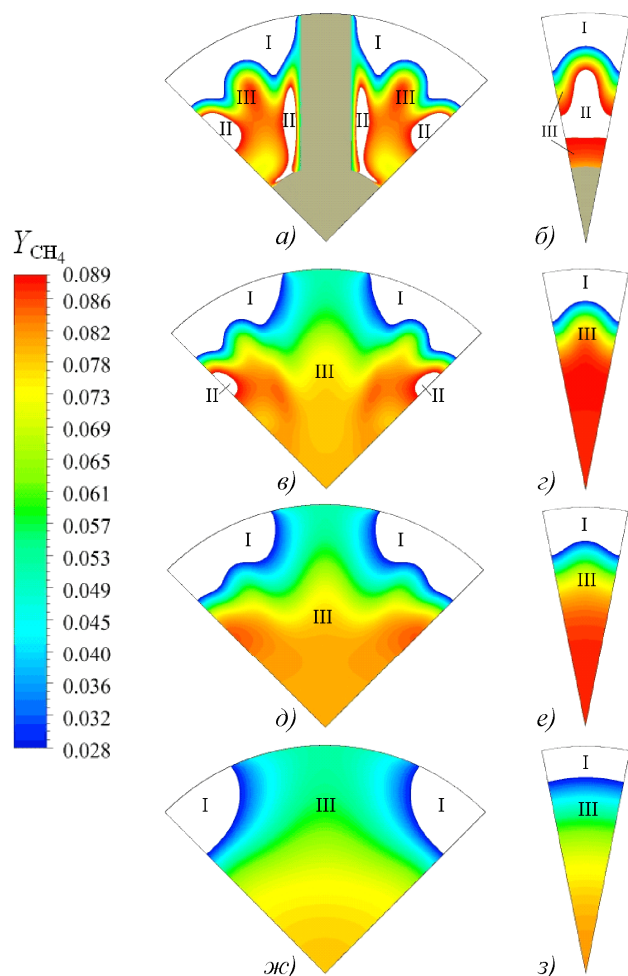 I
I
III
III
II
II
II
II
а)
I
II
III
б)
Y_CH4
0.089
0.086
0.082
0.078
0.073
0.069
0.065
0.061
0.057
0.053
0.049
0.045
0.040
0.036
0.032
0.028
I
I
III
II
II
в)
I
III
г)
I
I
III
д)
I
III
е)
I
III
I
ж)
I
III
з)